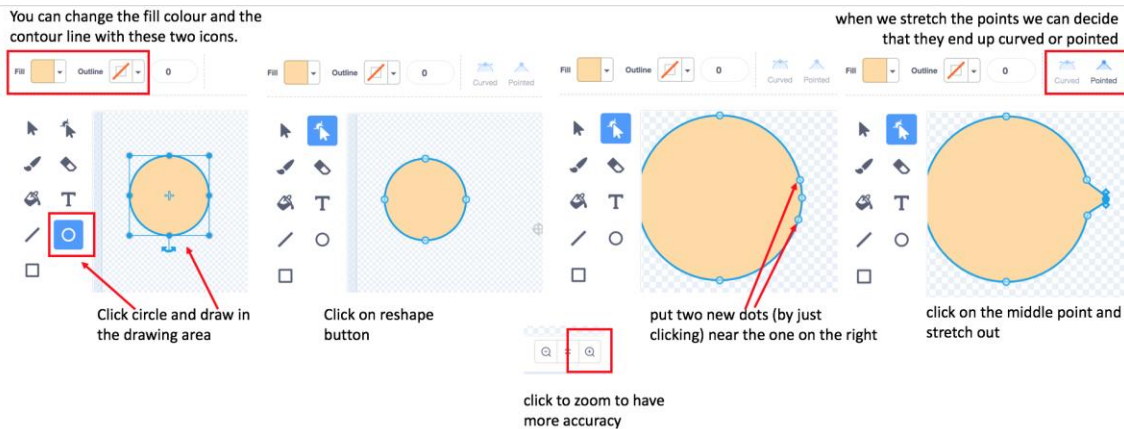 You can change the fill colour and the
contour line with these two icons.
when we stretch the points we can decide
that they end up curved or pointed
Fill Outline 0
Fill Outline 0 Curved Pointed
Fill Outline 0 Curved Pointed
Fill Outline 0 Curved Pointed
T
T
T
T
Click circle and draw in
the drawing area
Click on reshape
button
put two new dots (by just
clicking) near the one on the right
click on the middle point and
stretch out
=
click to zoom to have
more accuracy